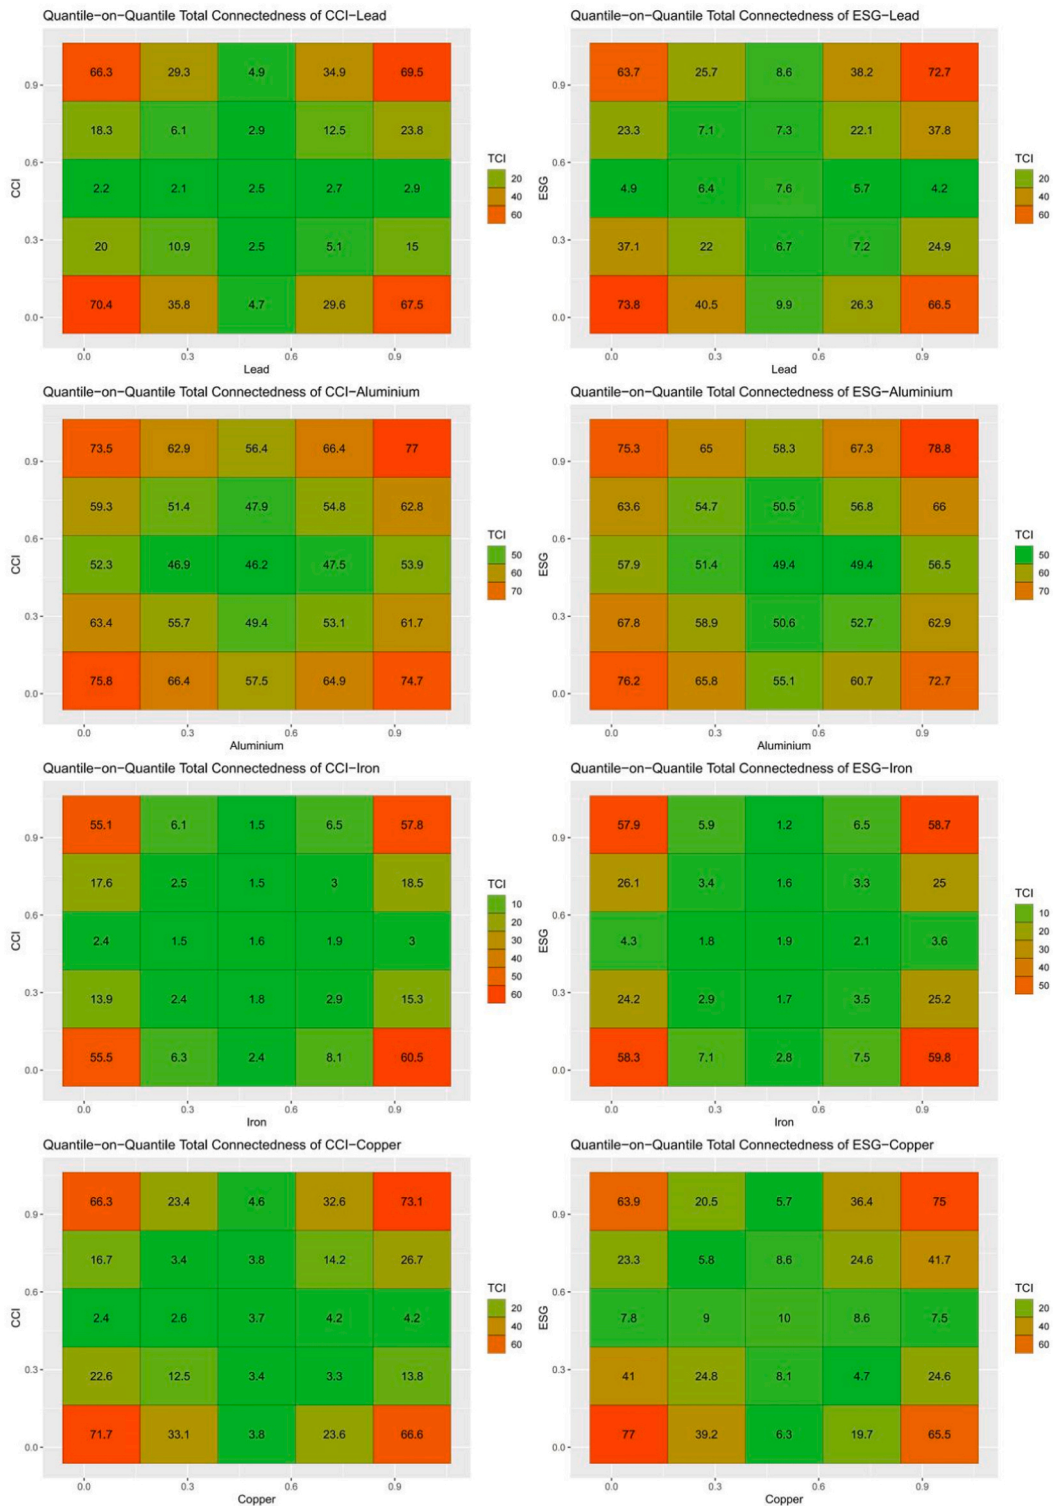 Quantile-on-Quantile Total Connectedness of CCI-Lead
0.9
0.6
0.3
0.0
CCI
66.3 29.3 4.9 34.9 69.5
18.3 6.1 2.9 12.5 23.8
2.2 2.1 2.5 2.7 2.9
20 10.9 2.5 5.1 15
70.4 35.8 4.7 29.6 67.5
0.0 0.3 0.6 0.9
Lead
TCI
20
40
60
Quantile-on-Quantile Total Connectedness of ESG-Lead
0.9
0.6
0.3
0.0
ESG
63.7 25.7 8.6 38.2 72.7
23.3 7.1 7.3 22.1 37.8
4.9 6.4 7.6 5.7 4.2
37.1 22 6.7 7.2 24.9
73.8 40.5 9.9 26.3 66.5
0.0 0.3 0.6 0.9
Lead
TCI
20
40
60
Quantile-on-Quantile Total Connectedness of CCI-Aluminium
0.9
0.6
0.3
0.0
CCI
73.5 62.9 56.4 66.4 77
59.3 51.4 47.9 54.8 62.8
52.3 46.9 46.2 47.5 53.9
63.4 55.7 49.4 53.1 61.7
75.8 66.4 57.5 64.9 74.7
0.0 0.3 0.6 0.9
Aluminium
TCI
50
60
70
Quantile-on-Quantile Total Connectedness of ESG-Aluminium
0.9
0.6
0.3
0.0
ESG
75.3 65 58.3 67.3 78.8
63.6 54.7 50.5 56.8 66
57.9 51.4 49.4 49.4 56.5
67.8 58.9 50.6 52.7 62.9
76.2 65.8 55.1 60.7 72.7
0.0 0.3 0.6 0.9
Aluminium
TCI
50
60
70
Quantile-on-Quantile Total Connectedness of CCI-Iron
0.9
0.6
0.3
0.0
CCI
55.1 6.1 1.5 6.5 57.8
17.6 2.5 1.5 3 18.5
2.4 1.5 1.6 1.9 3
13.9 2.4 1.8 2.9 15.3
55.5 6.3 2.4 8.1 60.5
0.0 0.3 0.6 0.9
Iron
TCI
10
20
30
40
50
60
Quantile-on-Quantile Total Connectedness of ESG-Iron
0.9
0.6
0.3
0.0
ESG
57.9 5.9 1.2 6.5 58.7
26.1 3.4 1.6 3.3 25
4.3 1.8 1.9 2.1 3.6
24.2 2.9 1.7 3.5 25.2
58.3 7.1 2.8 7.5 59.8
0.0 0.3 0.6 0.9
Iron
TCI
10
20
30
40
50
Quantile-on-Quantile Total Connectedness of CCI-Copper
0.9
0.6
0.3
0.0
CCI
66.3 23.4 4.6 32.6 73.1
16.7 3.4 3.8 14.2 26.7
2.4 2.6 3.7 4.2 4.2
22.6 12.5 3.4 3.3 13.8
71.7 33.1 3.8 23.6 66.6
0.0 0.3 0.6 0.9
Copper
TCI
20
40
60
Quantile-on-Quantile Total Connectedness of ESG-Copper
0.9
0.6
0.3
0.0
ESG
63.9 20.5 5.7 36.4 75
23.3 5.8 8.6 24.6 41.7
7.8 9 10 8.6 7.5
41 24.8 8.1 4.7 24.6
77 39.2 6.3 19.7 65.5
0.0 0.3 0.6 0.9
Copper
TCI
20
40
60